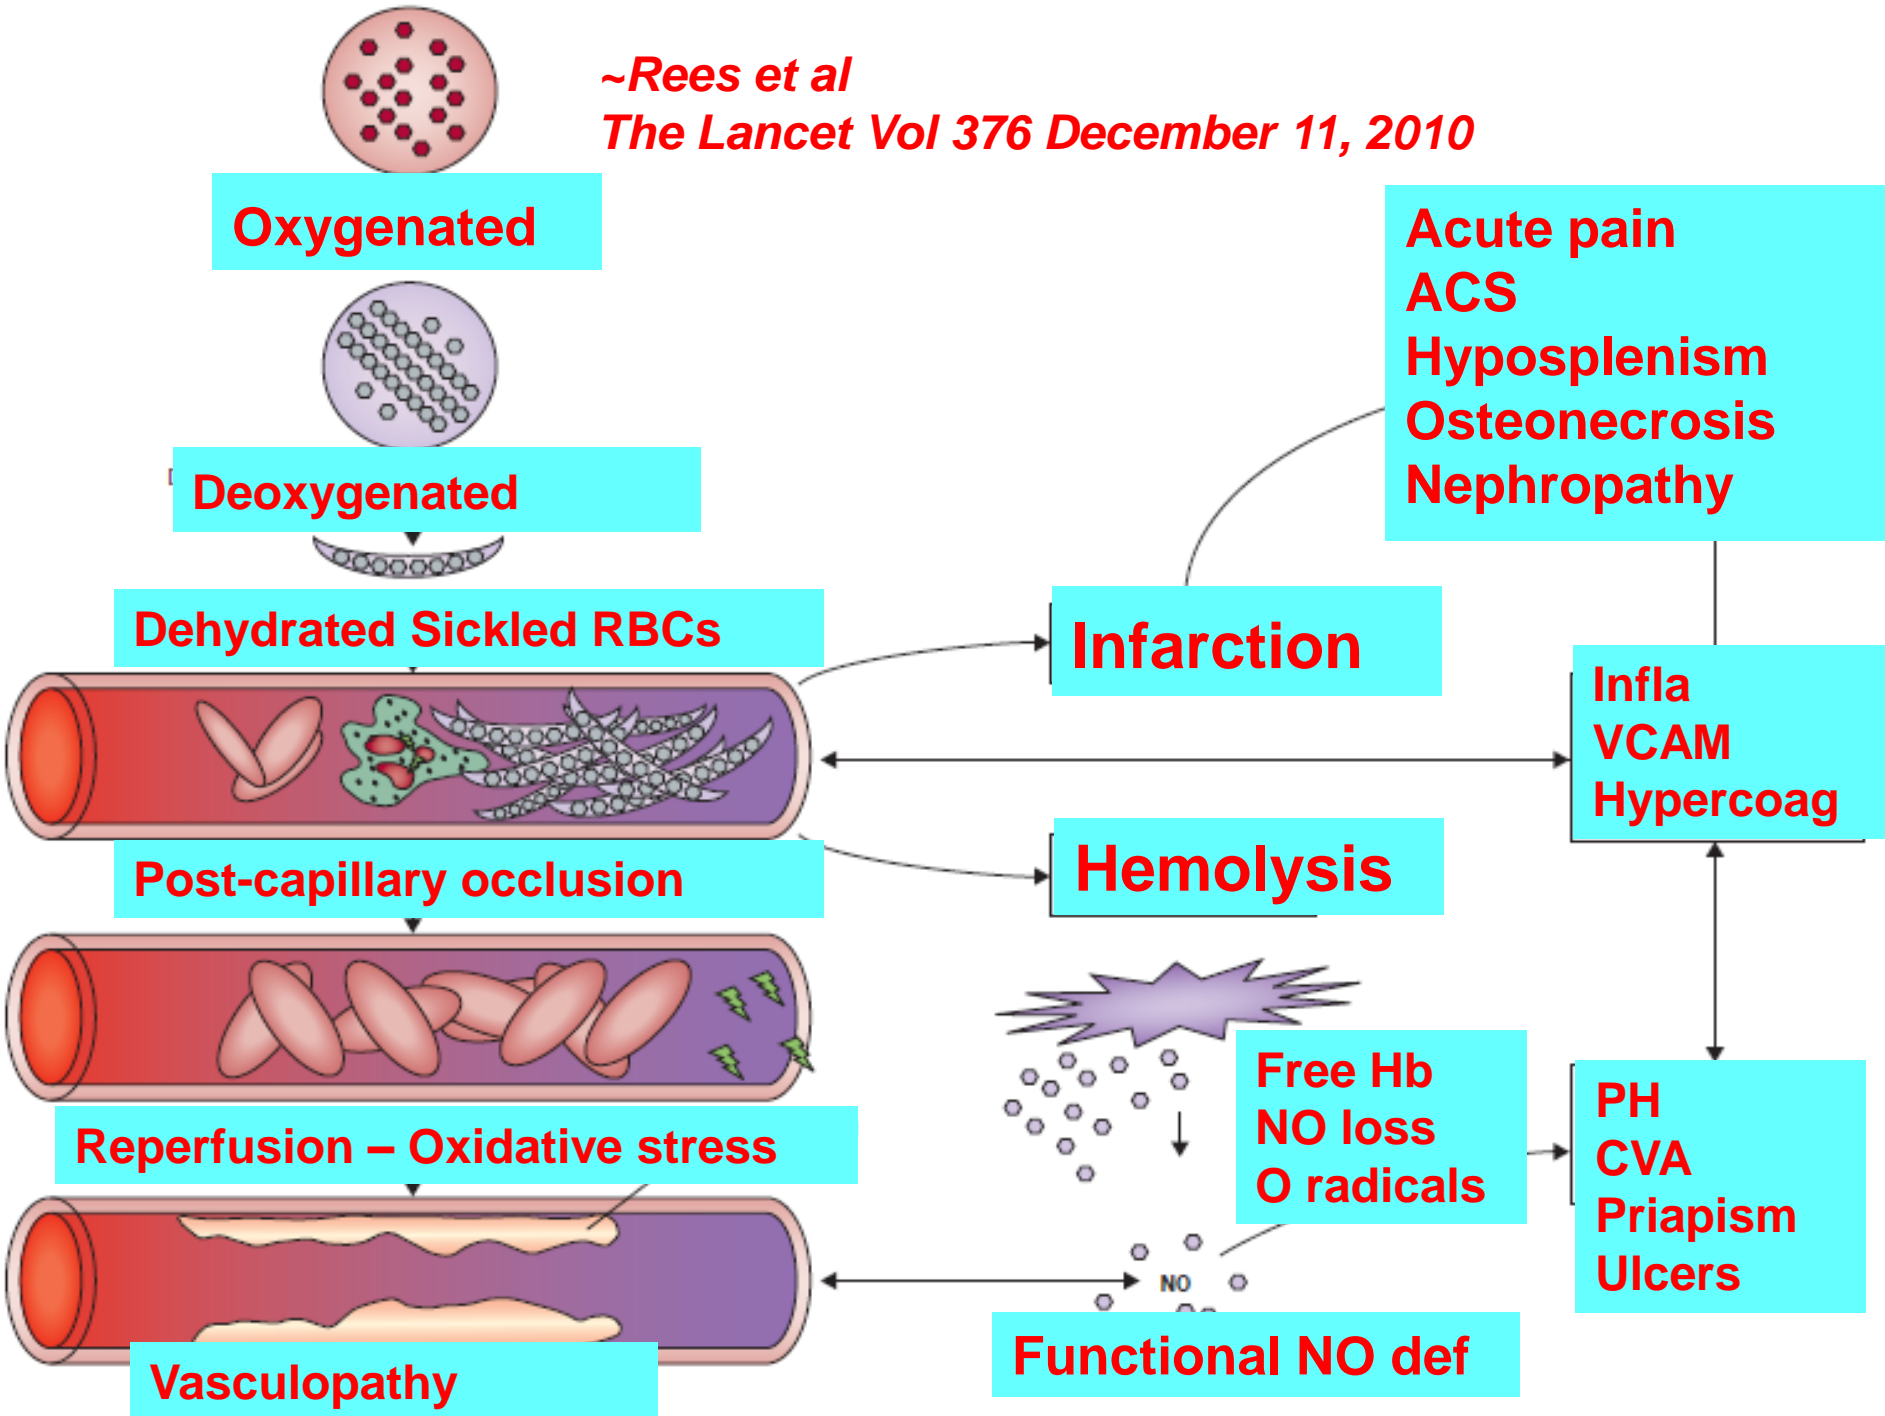 ~Rees et al
The Lancet Vol 376 December 11, 2010
Oxygenated
Deoxygenated
Dehydrated Sickled RBCs
Post-capillary occlusion
Reperfusion – Oxidative stress
Vasculopathy
Infarction
Hemolysis
Acute pain
ACS
Hyposplenism
Osteonecrosis
Nephropathy
Infla
VCAM
Hypercoag
Free Hb
NO loss
O radicals
PH
CVA
Priapism
Ulcers
NO
Functional NO def